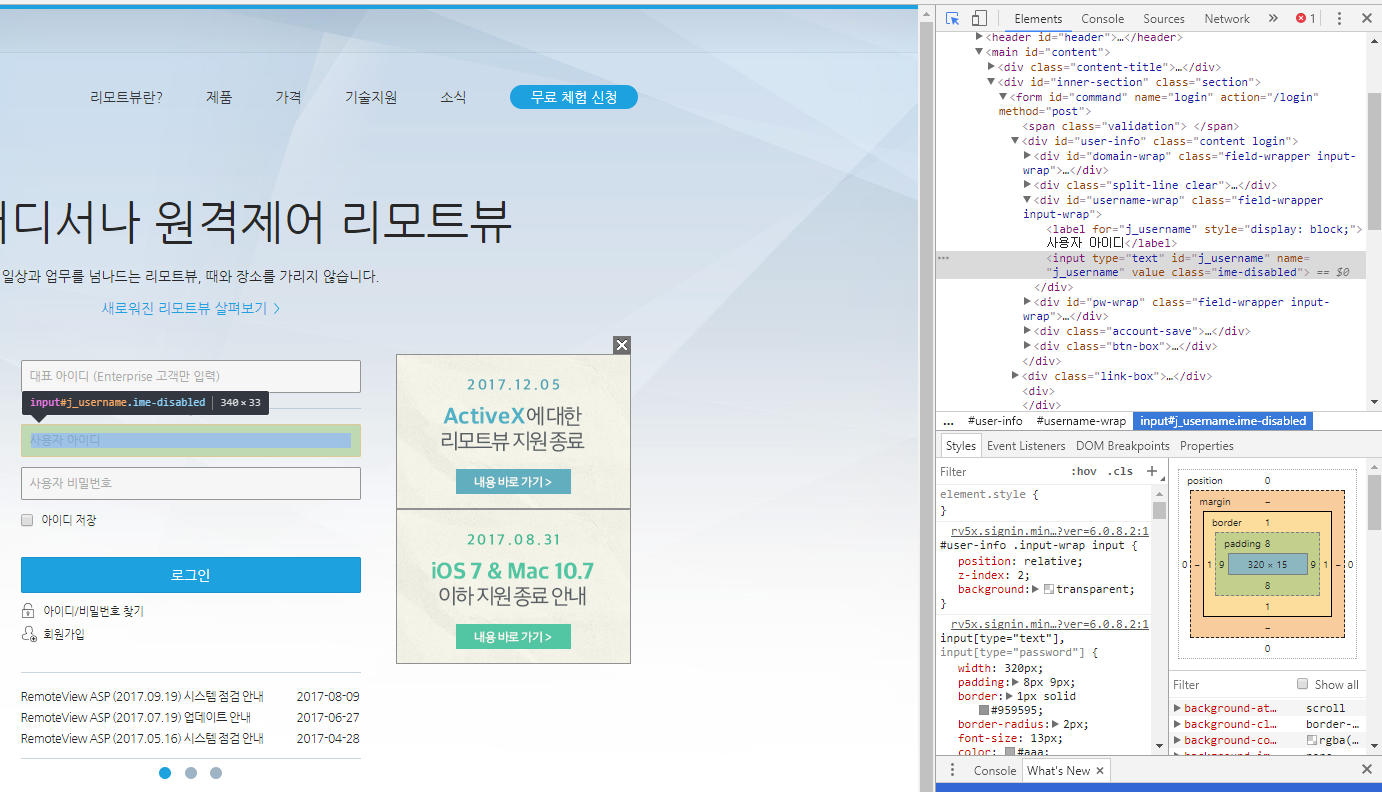 리모트뷰란?
제품
가격
기술지원
소식
무료 체험 신청
디서나 원격제어 리모트뷰
일상과 업무를 넘나드는 리모트뷰, 때와 장소를 가리지 않습니다.
새로워진 리모트뷰 살펴보기 >
대표 아이디 (Enterprise 고객만 입력)
input#j_username.ime-disabled | 340 × 33
사용자 아이디
사용자 비밀번호
아이디 저장
로그인
아이디/비밀번호 찾기
회원가입
RemoteView ASP (2017.09.19) 시스템 점검 안내 2017-08-09
RemoteView ASP (2017.07.19) 업데이트 안내 2017-06-27
RemoteView ASP (2017.05.16) 시스템 점검 안내 2017-04-28
2017.12.05
ActiveX에 대한
리모트뷰 지원 종료
내용 바로 가기 >
2017.08.31
iOS 7 & Mac 10.7
이하 지원 종료 안내
내용 바로 가기 >
Elements Console Sources Network » 1
<header id="header">…</header>
<main id="content">
<div class="content-title">…</div>
<div id="inner-section" class="section">
<form id="command" name="login" action="/login"
method="post">
<span class="validation"> </span>
<div id="user-info" class="content login">
<div id="domain-wrap" class="field-wrapper input-
wrap">…</div>
<div class="split-line clear">…</div>
<div id="username-wrap" class="field-wrapper
input-wrap">
<label for="j_username" style="display: block;">
사용자 아이디</label>
<input type="text" id="j_username" name=
"j_username" value class="ime-disabled"> == $0
</div>
<div id="pw-wrap" class="field-wrapper input-
wrap">…</div>
<div class="account-save">…</div>
<div class="btn-box">…</div>
</div>
<div class="link-box">…</div>
<div>
</div>
... #user-info #username-wrap input#j_username.ime-disabled
Styles Event Listeners DOM Breakpoints Properties
Filter :hov .cls +
element.style {
}
rv5x.signin.min…?ver=6.0.8.2:1
#user-info .input-wrap input {
position: relative;
z-index: 2;
background: transparent;
}
rv5x.signin.min…?ver=6.0.8.2:1
input[type="text"],
input[type="password"] {
width: 320px;
padding: 8px 9px;
border: 1px solid
#959595;
border-radius: 2px;
font-size: 13px;
color: #aaa;
position 0
margin –
border 1
padding 8
0 – 1 9 320 × 15 9 1 – 0
8
1
–
0
Filter Show all
background-at… scroll
background-cl… border-…
background-co… rgba(…
Console What's New ×